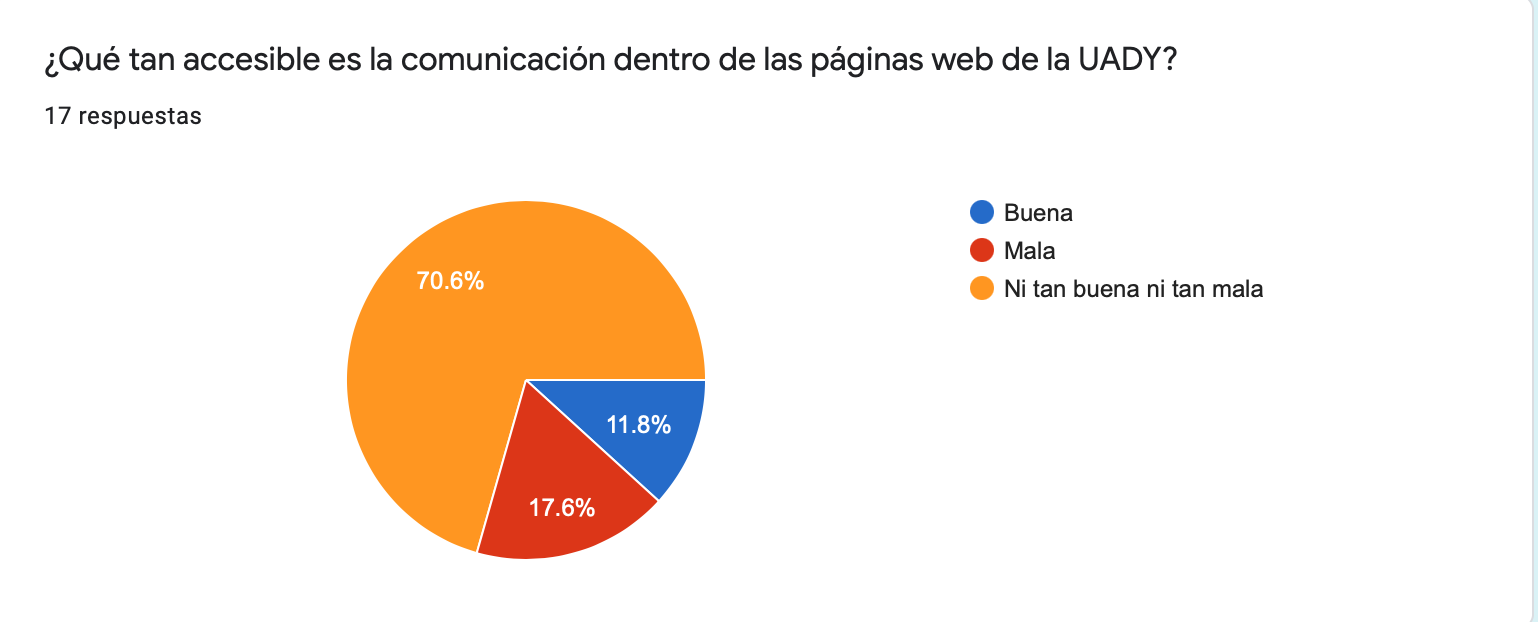 ¿Qué tan accesible es la comunicación dentro de las páginas web de la UADY?
17 respuestas
Buena
Mala
Ni tan buena ni tan mala
70.6%
11.8%
17.6%